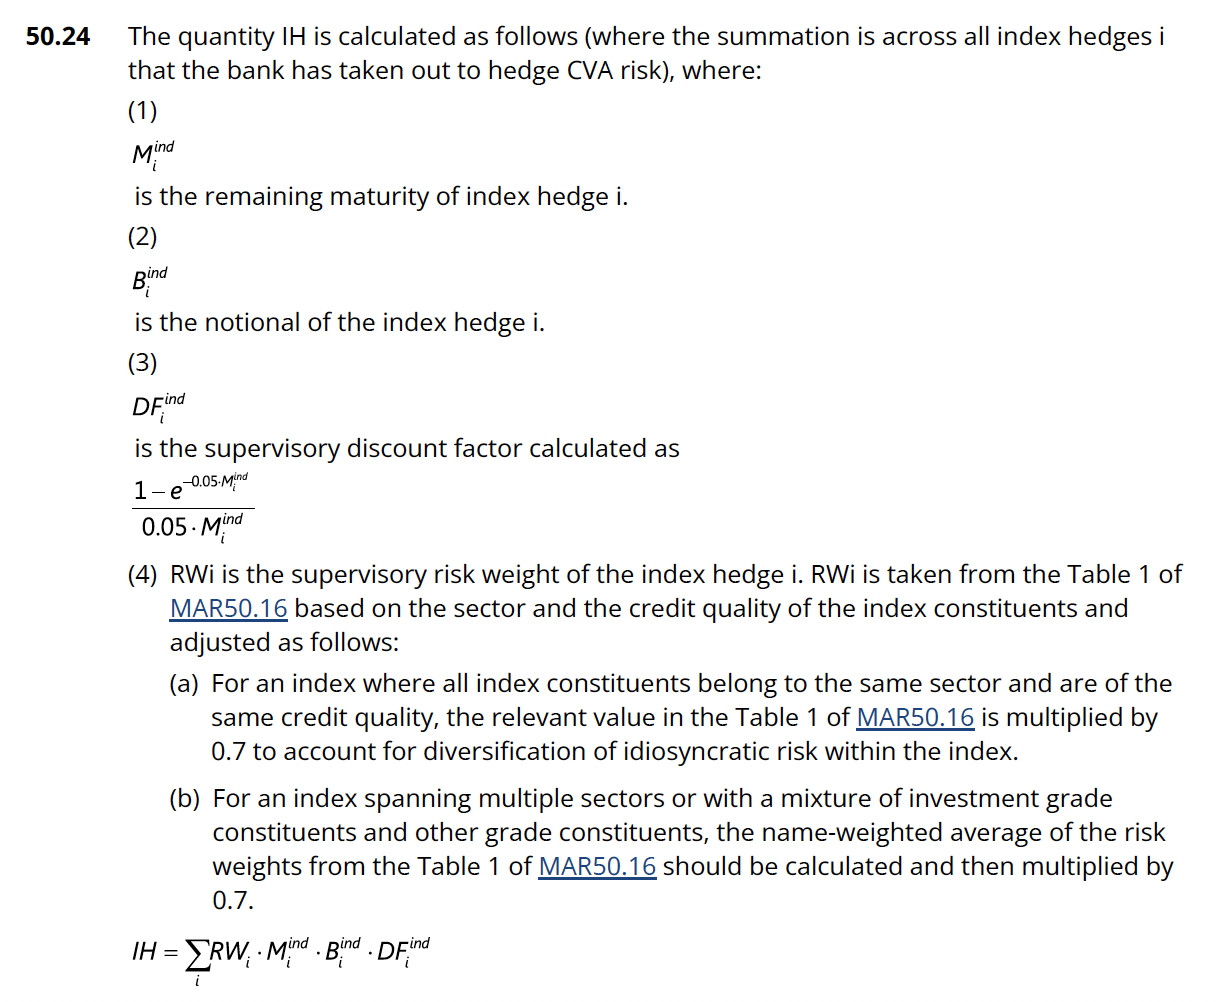 50.24 The quantity IH is calculated as follows (where the summation is across all index hedges i
that the bank has taken out to hedge CVA risk), where:
(1)
M_i^{ind}
is the remaining maturity of index hedge i.
(2)
B_i^{ind}
is the notional of the index hedge i.
(3)
DF_i^{ind}
is the supervisory discount factor calculated as
1 – e^{–0.05·M_i^{ind}}
0.05 · M_i^{ind}
(4) RWi is the supervisory risk weight of the index hedge i. RWi is taken from the Table 1 of
MAR50.16 based on the sector and the credit quality of the index constituents and
adjusted as follows:
(a) For an index where all index constituents belong to the same sector and are of the
same credit quality, the relevant value in the Table 1 of MAR50.16 is multiplied by
0.7 to account for diversification of idiosyncratic risk within the index.
(b) For an index spanning multiple sectors or with a mixture of investment grade
constituents and other grade constituents, the name-weighted average of the risk
weights from the Table 1 of MAR50.16 should be calculated and then multiplied by
0.7.
IH = ∑_i RW_i · M_i^{ind} · B_i^{ind} · DF_i^{ind}